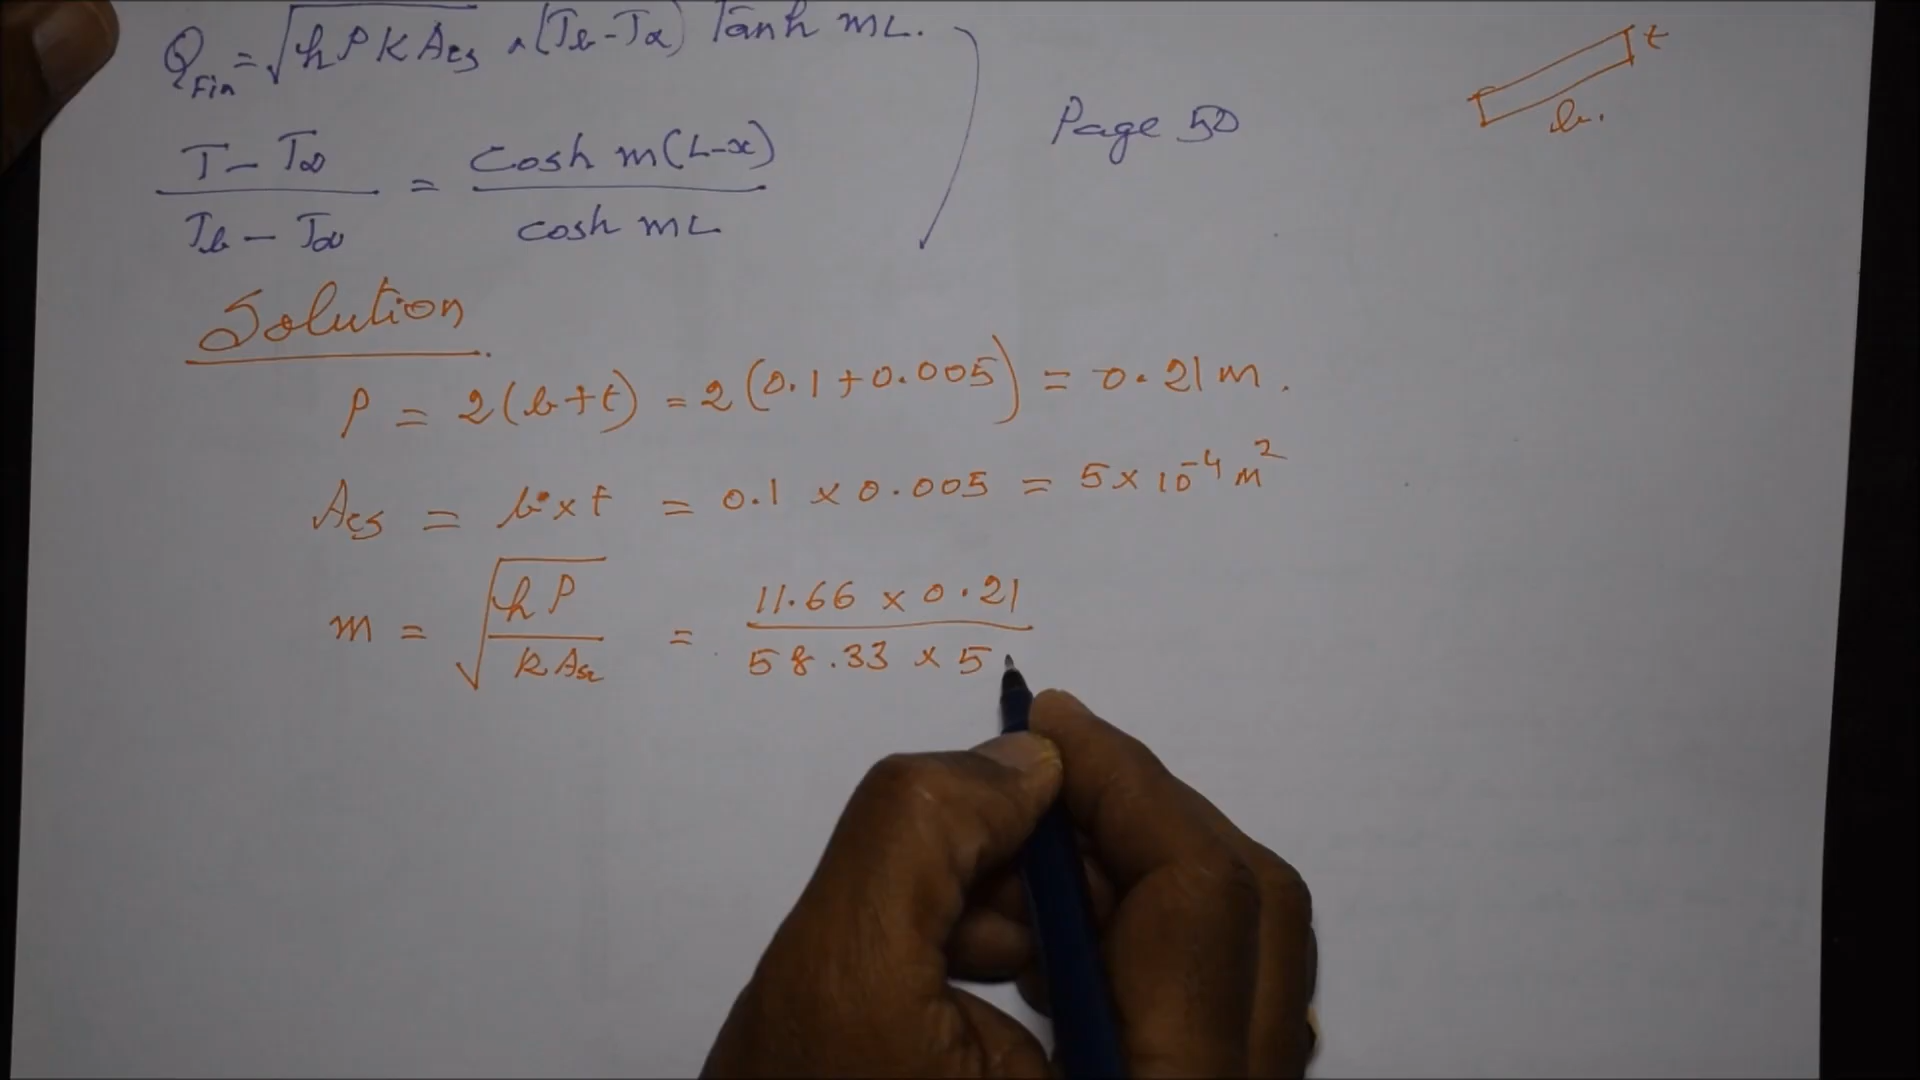 Q_Fin = √hPKAcs × (Tb - T∞) Tanh mL.
(T - T∞) / (Tb - T∞) = cosh m(L-x) / cosh mL
Page 50
t
b.
Solution
P = 2(b+t) = 2(0.1+0.005) = 0.21 m.
Acs = b×t = 0.1 × 0.005 = 5×10⁻⁴ m²
m = √(hP / KAsc) = 11.66 × 0.21 / 58.33 × 5